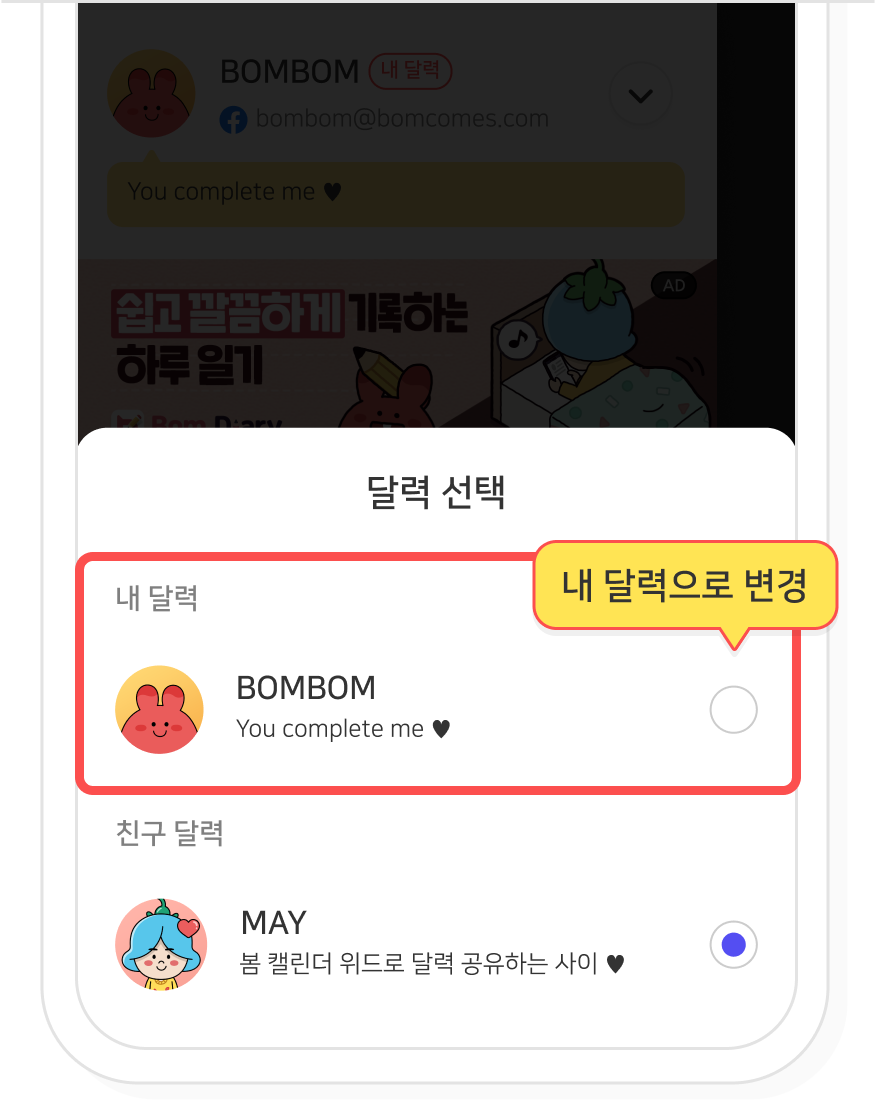 BOMBOM 내 달력
bombom@bomcomes.com
You complete me ♥
AD
쉽고 깔끔하게 기록하는
하루 일기
Bom Diary
달력 선택
내 달력으로 변경
내 달력
BOMBOM
You complete me ♥
친구 달력
MAY
봄 캘린더 위드로 달력 공유하는 사이 ♥